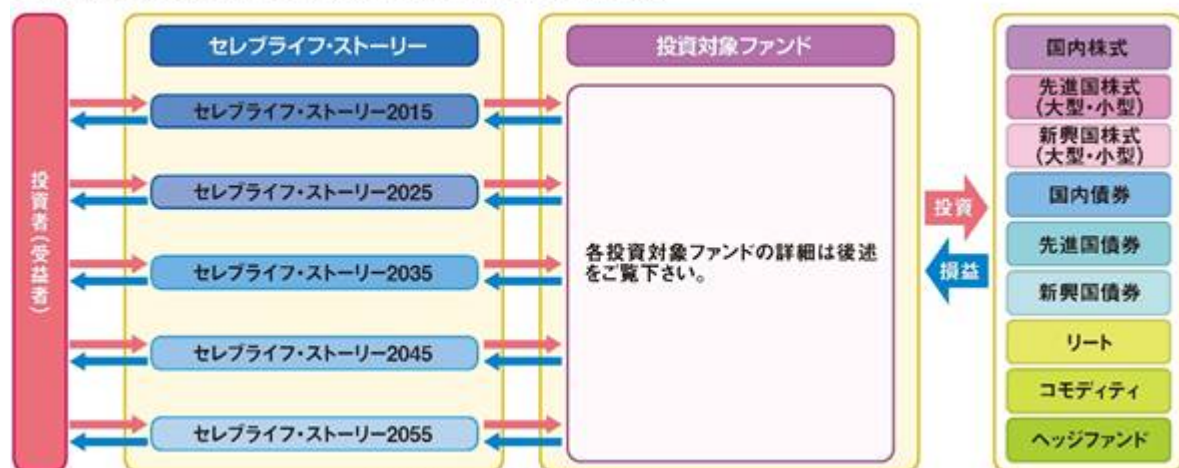 投資者(受益者)
セレブライフ・ストーリー
セレブライフ・ストーリー2015
セレブライフ・ストーリー2025
セレブライフ・ストーリー2035
セレブライフ・ストーリー2045
セレブライフ・ストーリー2055
投資対象ファンド
各投資対象ファンドの詳細は後述
をご覧下さい。
投資
損益
国内株式
先進国株式
(大型・小型)
新興国株式
(大型・小型)
国内債券
先進国債券
新興国債券
リート
コモディティ
ヘッジファンド